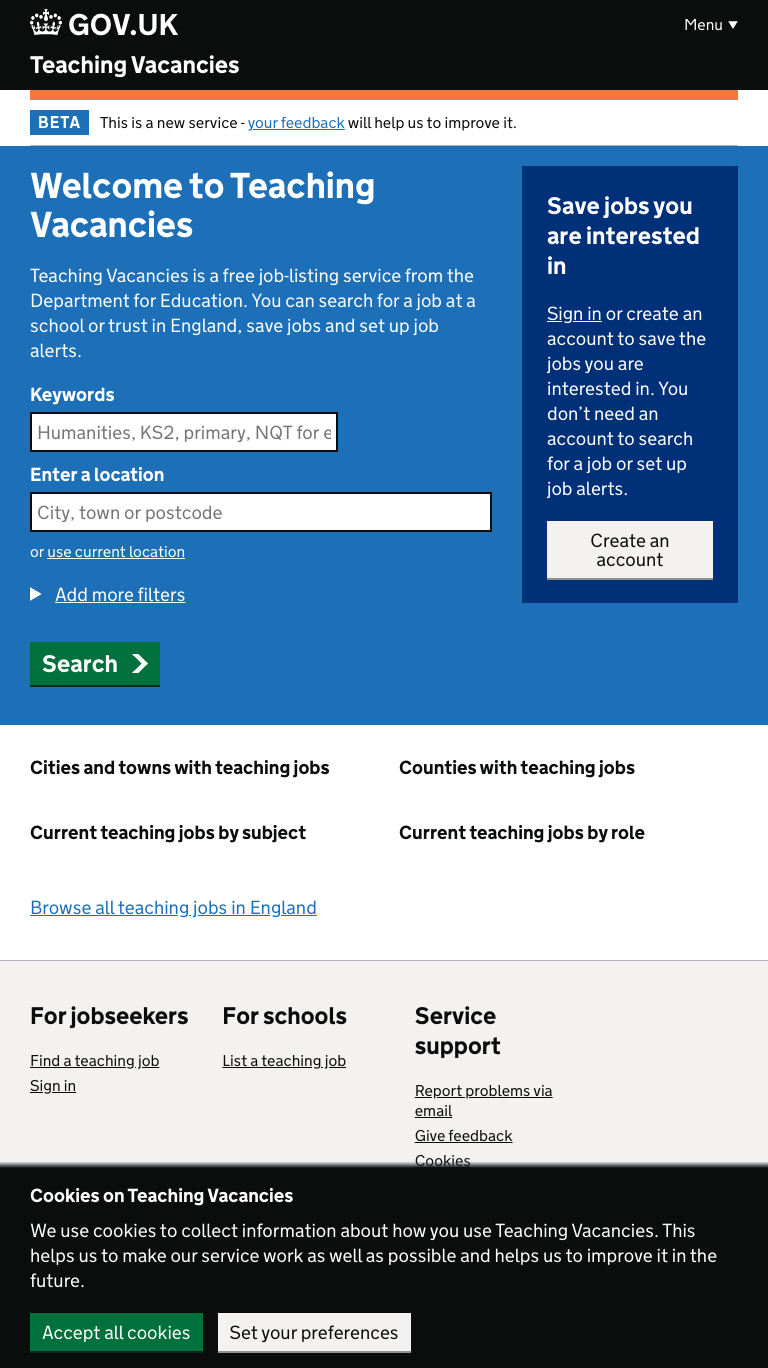 GOV.UK
Menu ▼
Teaching Vacancies
BETA This is a new service - your feedback will help us to improve it.
Welcome to Teaching
Vacancies
Teaching Vacancies is a free job-listing service from the
Department for Education. You can search for a job at a
school or trust in England, save jobs and set up job
alerts.
Keywords
Humanities, KS2, primary, NQT for e
Enter a location
City, town or postcode
or use current location
Add more filters
Search
Save jobs you
are interested
in
Sign in or create an
account to save the
jobs you are
interested in. You
don’t need an
account to search
for a job or set up
job alerts.
Create an
account
Cities and towns with teaching jobs
Counties with teaching jobs
Current teaching jobs by subject
Current teaching jobs by role
Browse all teaching jobs in England
For jobseekers
Find a teaching job
Sign in
For schools
List a teaching job
Service
support
Report problems via
email
Give feedback
Cookies
Cookies on Teaching Vacancies
We use cookies to collect information about how you use Teaching Vacancies. This
helps us to make our service work as well as possible and helps us to improve it in the
future.
Accept all cookies
Set your preferences